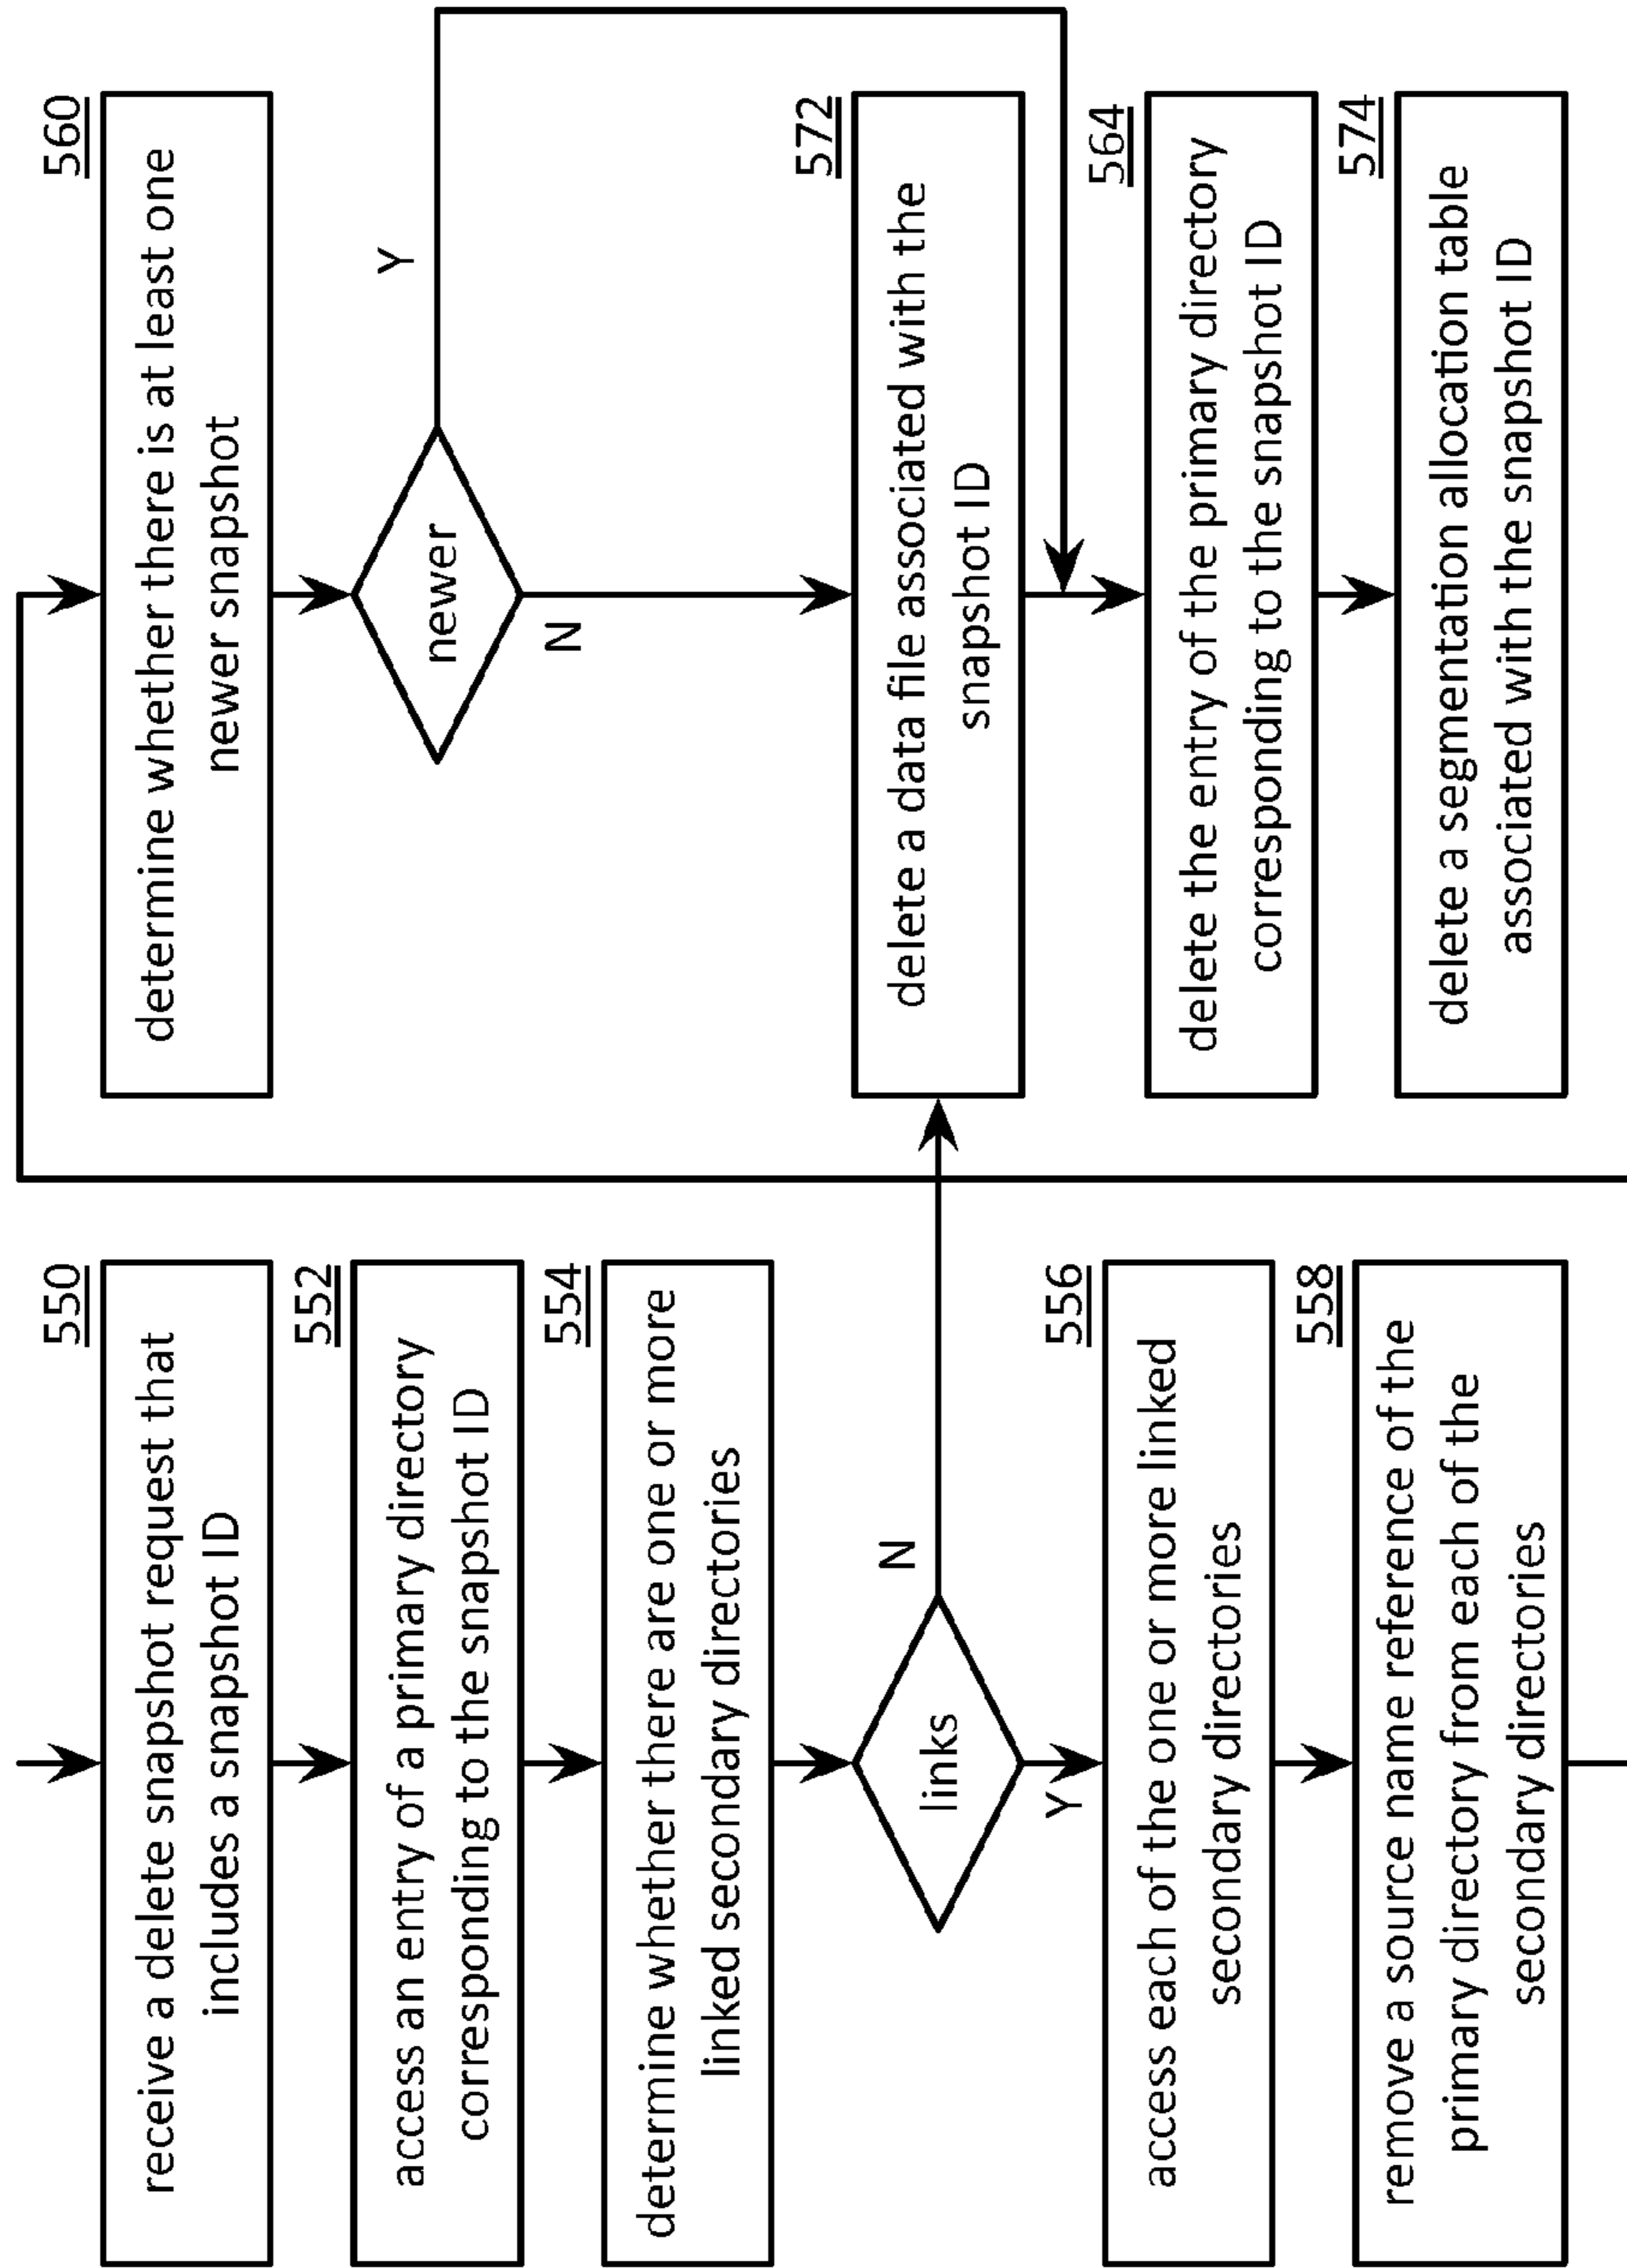 550
receive a delete snapshot request that
includes a snapshot ID
552
access an entry of a primary directory
corresponding to the snapshot ID
554
determine whether there are one or more
linked secondary directories
links
N
Y
556
access each of the one or more linked
secondary directories
558
remove a source name reference of the
primary directory from each of the
secondary directories
560
determine whether there is at least one
newer snapshot
newer
Y
N
572
delete a data file associated with the
snapshot ID
564
delete the entry of the primary directory
corresponding to the snapshot ID
574
delete a segmentation allocation table
associated with the snapshot ID